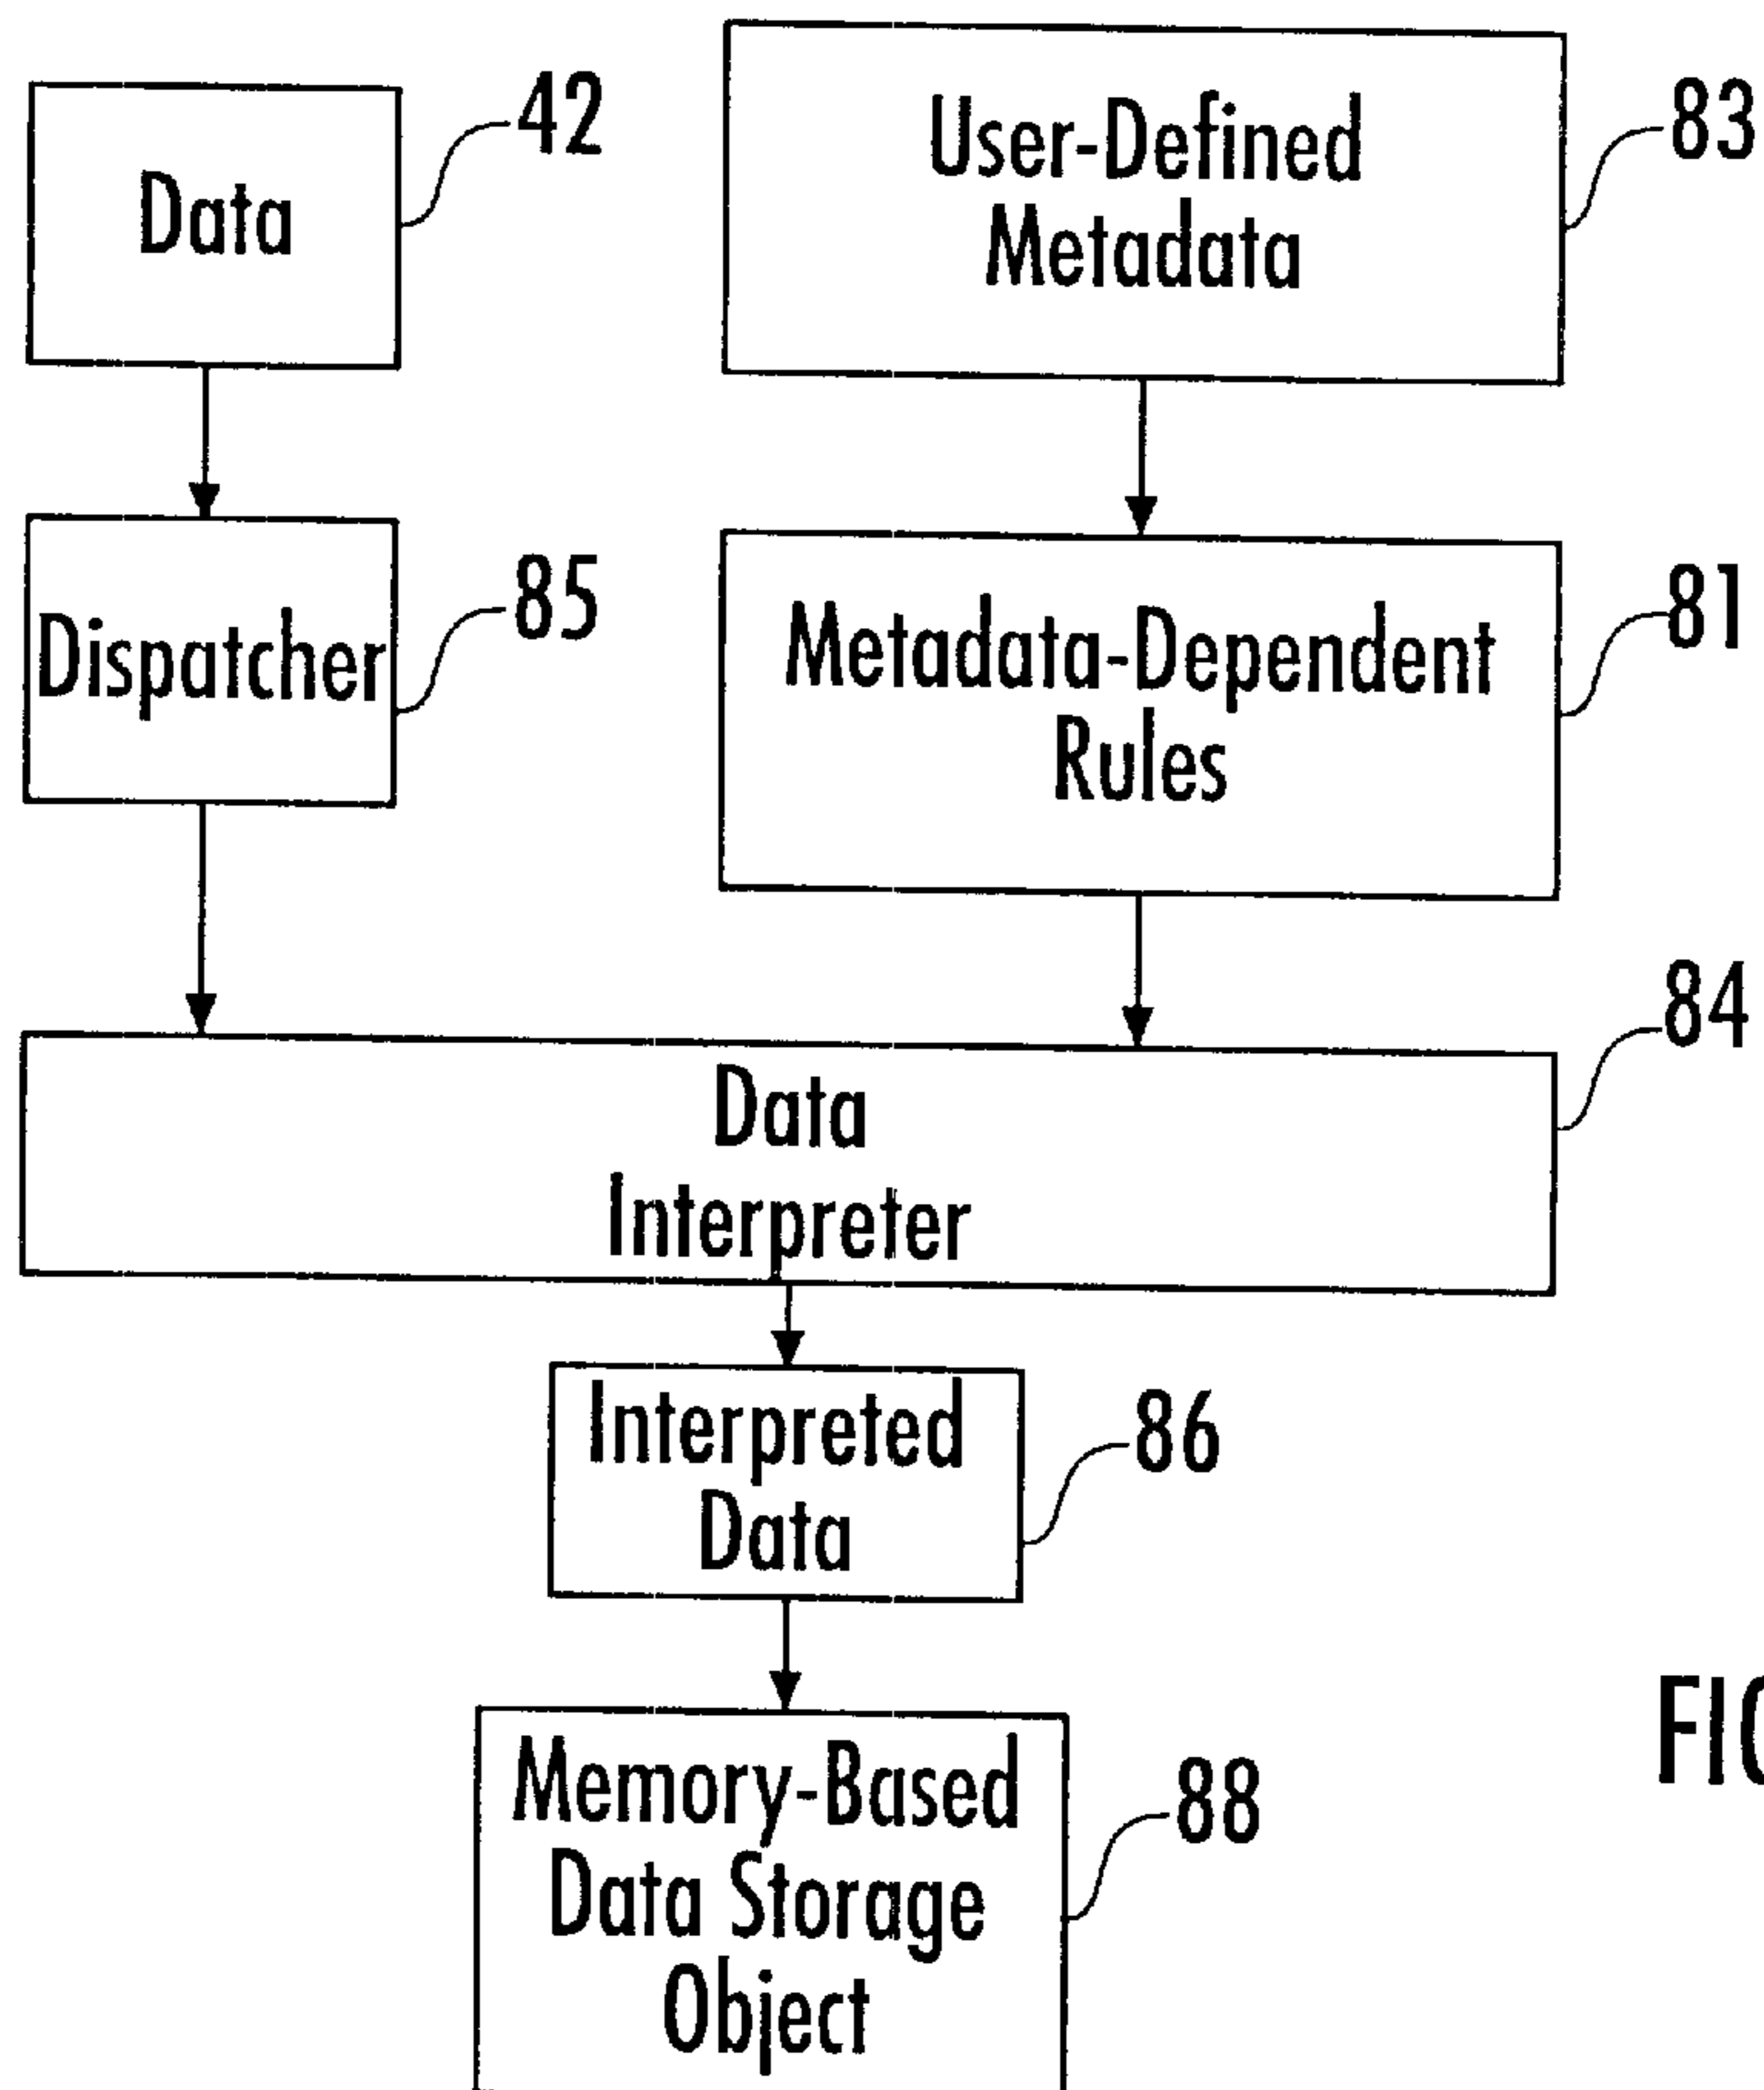 Data
42
User-Defined
Metadata
83
Dispatcher
85
Metadata-Dependent
Rules
81
Data
Interpreter
84
Interpreted
Data
86
Memory-Based
Data Storage
Object
88